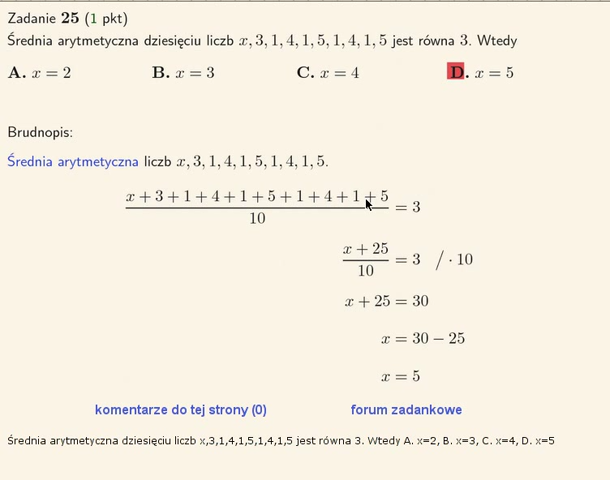 Zadanie 25 (1 pkt)
Średnia arytmetyczna dziesięciu liczb x, 3, 1, 4, 1, 5, 1, 4, 1, 5 jest równa 3. Wtedy
A. x = 2 B. x = 3 C. x = 4 D. x = 5
Brudnopis:
Średnia arytmetyczna liczb x, 3, 1, 4, 1, 5, 1, 4, 1, 5.
x + 3 + 1 + 4 + 1 + 5 + 1 + 4 + 1 + 5
10
= 3
x + 25
10
= 3 / · 10
x + 25 = 30
x = 30 − 25
x = 5
komentarze do tej strony (0) forum zadankowe
Średnia arytmetyczna dziesięciu liczb x,3,1,4,1,5,1,4,1,5 jest równa 3. Wtedy A. x=2, B. x=3, C. x=4, D. x=5